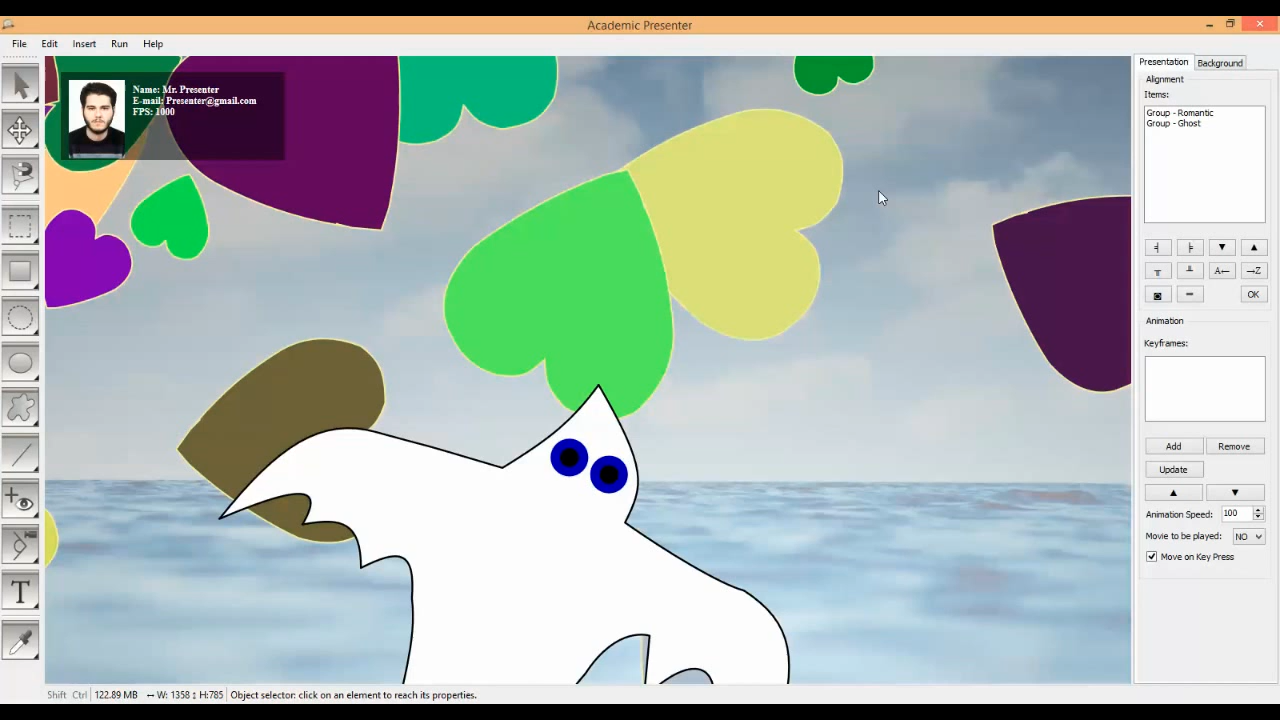 Academic Presenter
File Edit Insert Run Help
Name: Mr. Presenter
E-mail: Presenter@gmail.com
FPS: 1000
Presentation Background
Alignment
Items:
Group - Romantic
Group - Ghost
A← →Z
OK
Animation
Keyframes:
Add Remove
Update
Animation Speed: 100
Movie to be played: NO
Move on Key Press
T
Shift Ctrl 122.89 MB ↔ W: 1358 ↕ H:785 Object selector: click on an element to reach its properties.